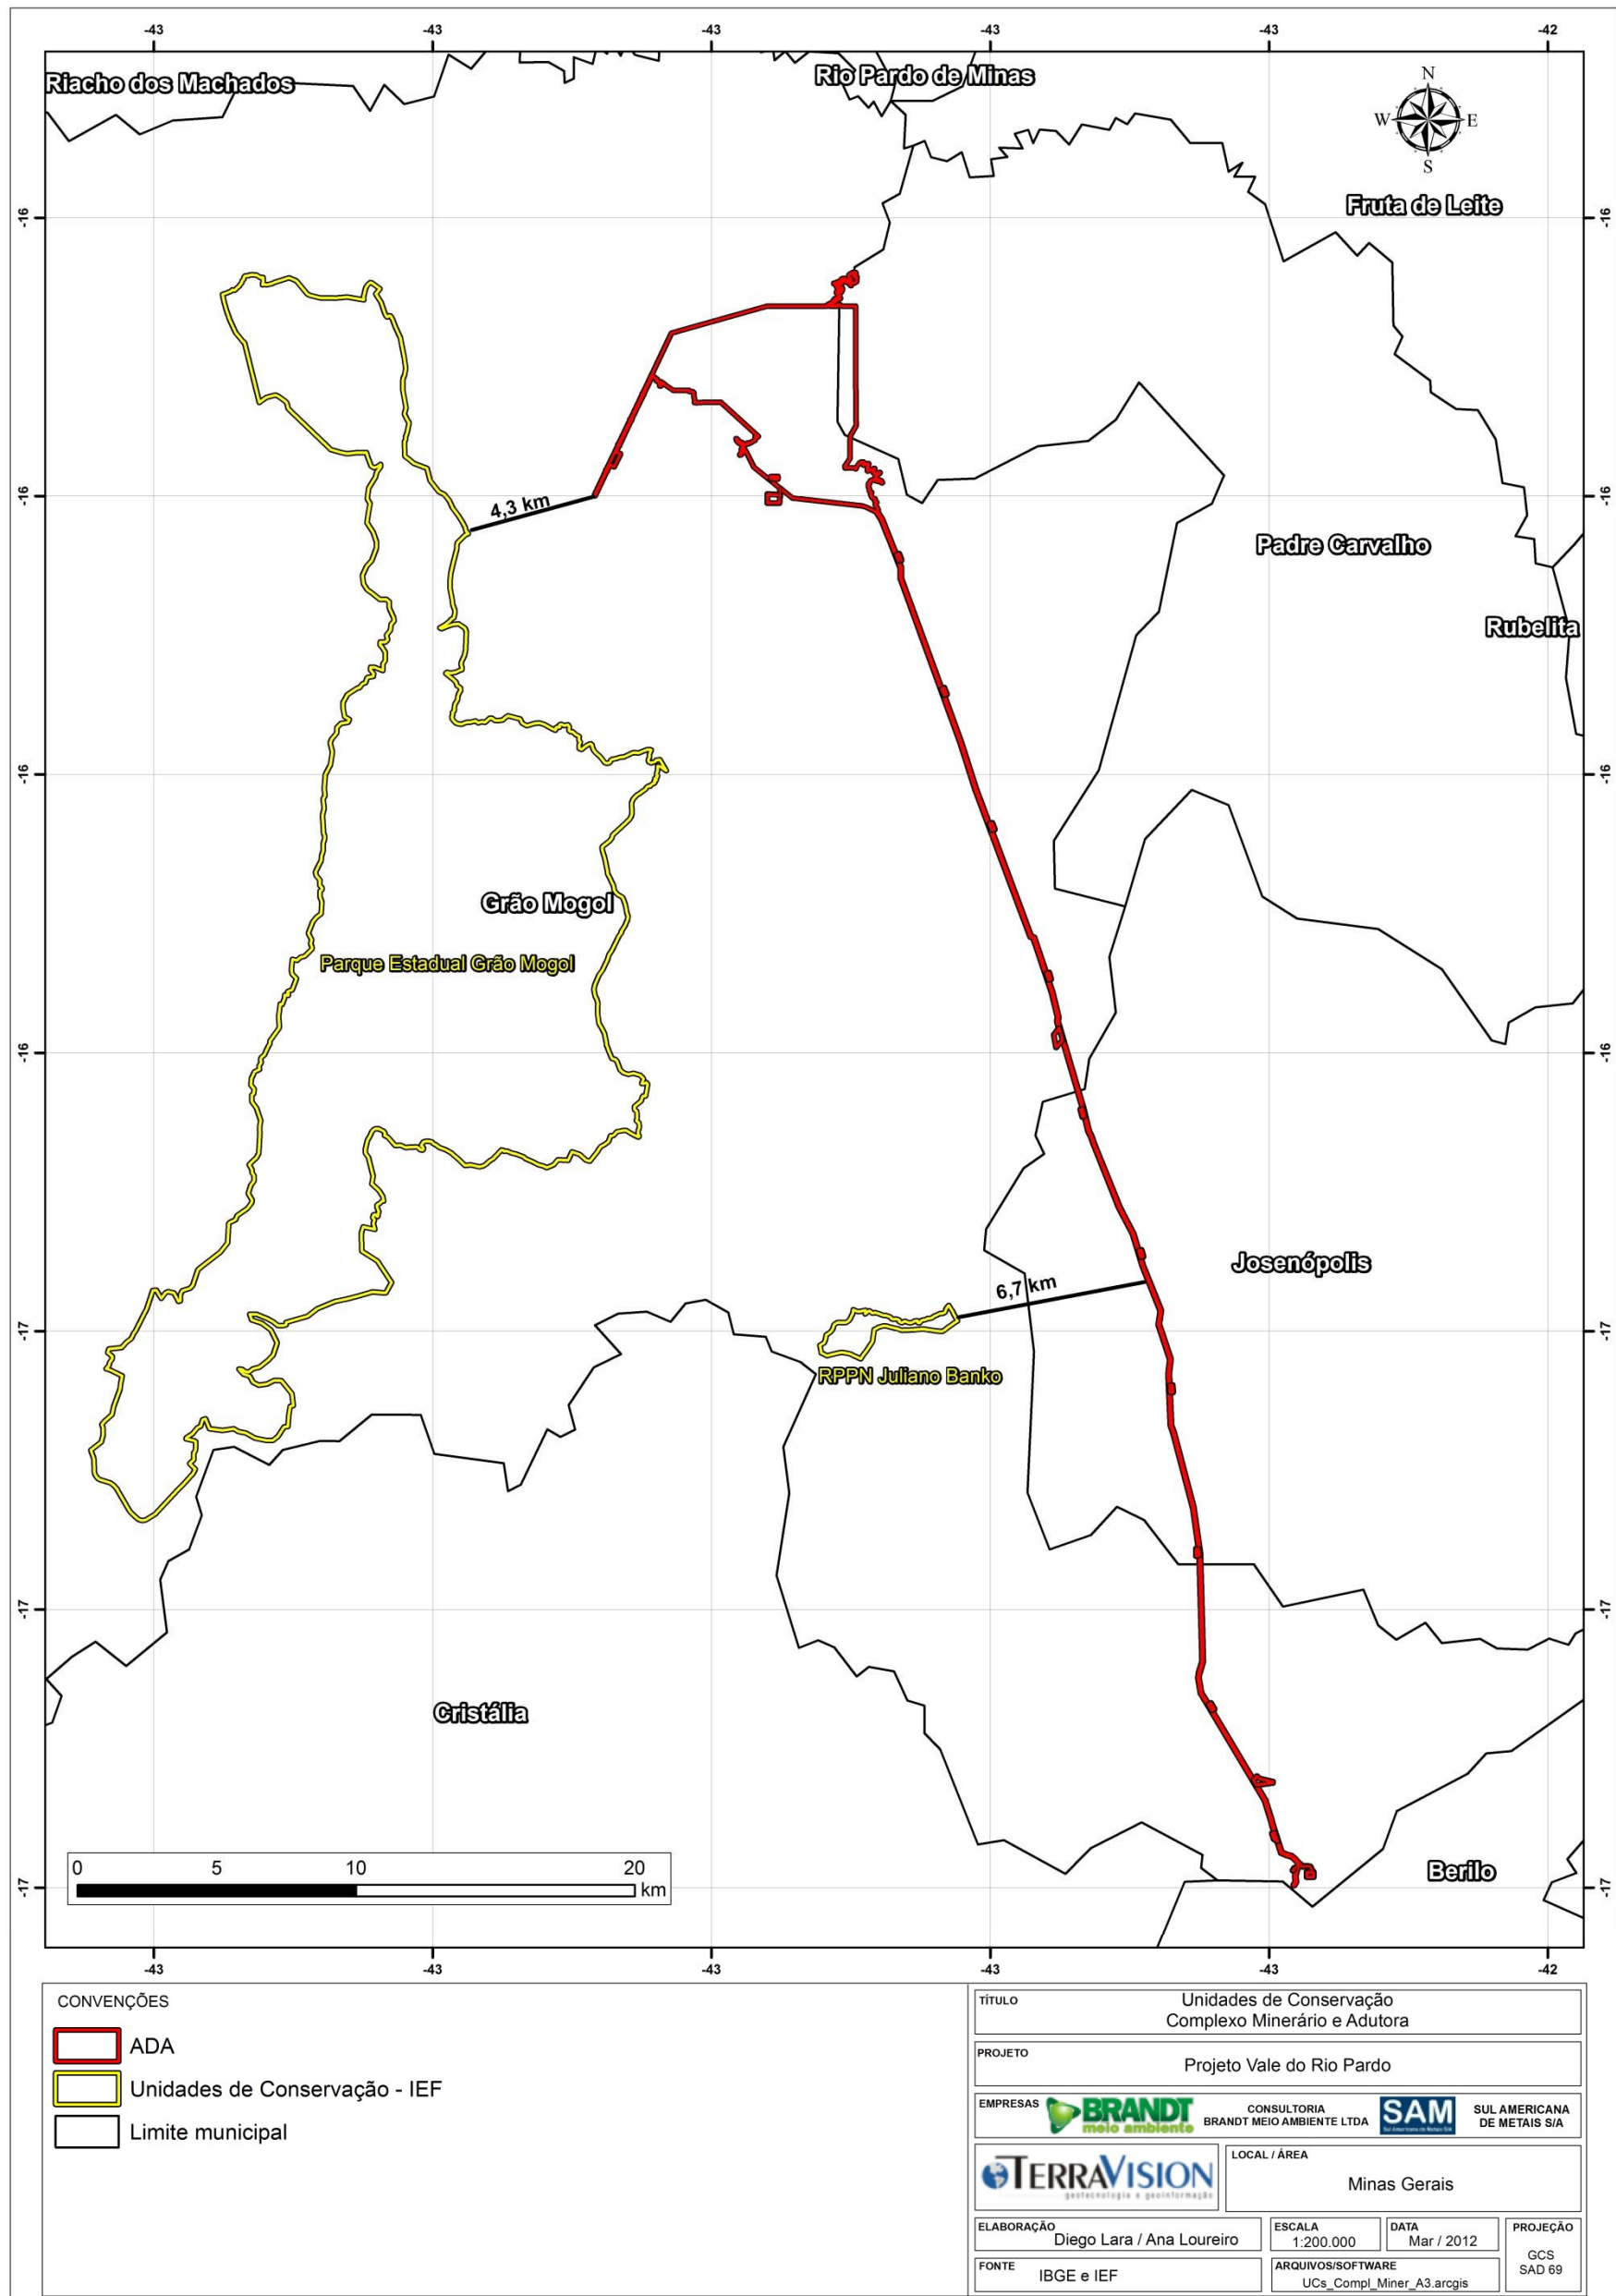 -43 -43 -43 -43 -43 -42
Riacho dos Machados
Rio Pardo de Minas
N
W E
S
Fruta de Leite
-16 -16
-16 -16
4,3 km
Padre Carvalho
Rubelita
-16 -16
Grão Mogol
Parque Estadual Grão Mogol
-16 -16
Josenópolis
6,7 km
-17 -17
RPPN Juliano Banko
-17 -17
Cristália
0 5 10 20
km
Berilo
-17 -17
-43 -43 -43 -43 -43 -42
CONVENÇÕES
ADA
Unidades de Conservação - IEF
Limite municipal
TÍTULO
Unidades de Conservação
Complexo Minerário e Adutora
PROJETO
Projeto Vale do Rio Pardo
EMPRESAS
BRANDT
meio ambiente
CONSULTORIA
BRANDT MEIO AMBIENTE LTDA
SAM
Sul Americana de Metais S/A
SUL AMERICANA
DE METAIS S/A
TERRAVISION
geotecnologia e geoinformação
LOCAL / ÁREA
Minas Gerais
ELABORAÇÃO
Diego Lara / Ana Loureiro
ESCALA
1:200.000
DATA
Mar / 2012
PROJEÇÃO
GCS
SAD 69
FONTE
IBGE e IEF
ARQUIVOS/SOFTWARE
UCs_Compl_Miner_A3.arcgis